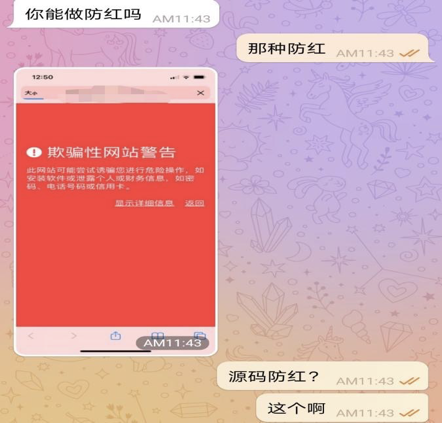 你能做防红吗 AM11:43
那种防红 AM11:43
12:50
大小
欺骗性网站警告
此网站可能尝试诱骗您进行危险操作，如
安装软件或泄露个人或财务信息，如密
码、电话号码或信用卡。
显示详细信息 返回
AM11:43
源码防红？ AM11:43
这个啊 AM11:43